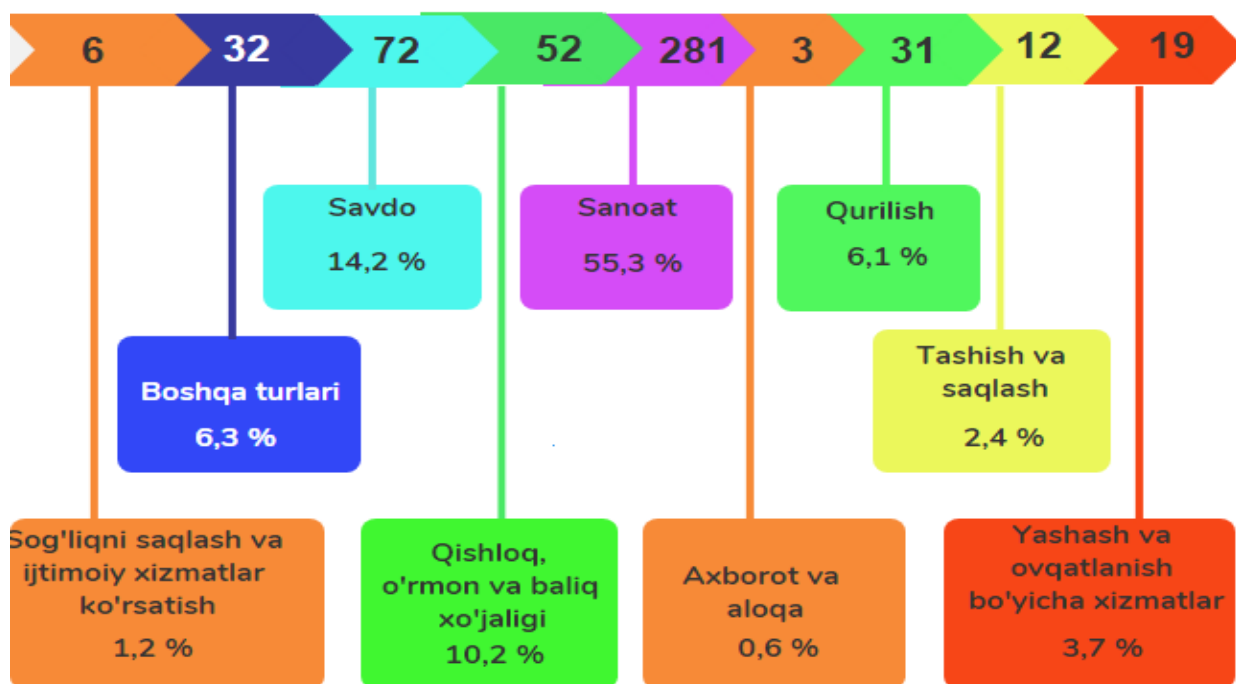 6 32 72 52 281 3 31 12 19
Savdo
14,2 %
Sanoat
55,3 %
Qurilish
6,1 %
Boshqa turlari
6,3 %
Tashish va
saqlash
2,4 %
Sog'liqni saqlash va
ijtimoiy xizmatlar
ko'rsatish
1,2 %
Qishloq,
o'rmon va baliq
xo'jaligi
10,2 %
Axborot va
aloqa
0,6 %
Yashash va
ovqatlanish
bo'yicha xizmatlar
3,7 %